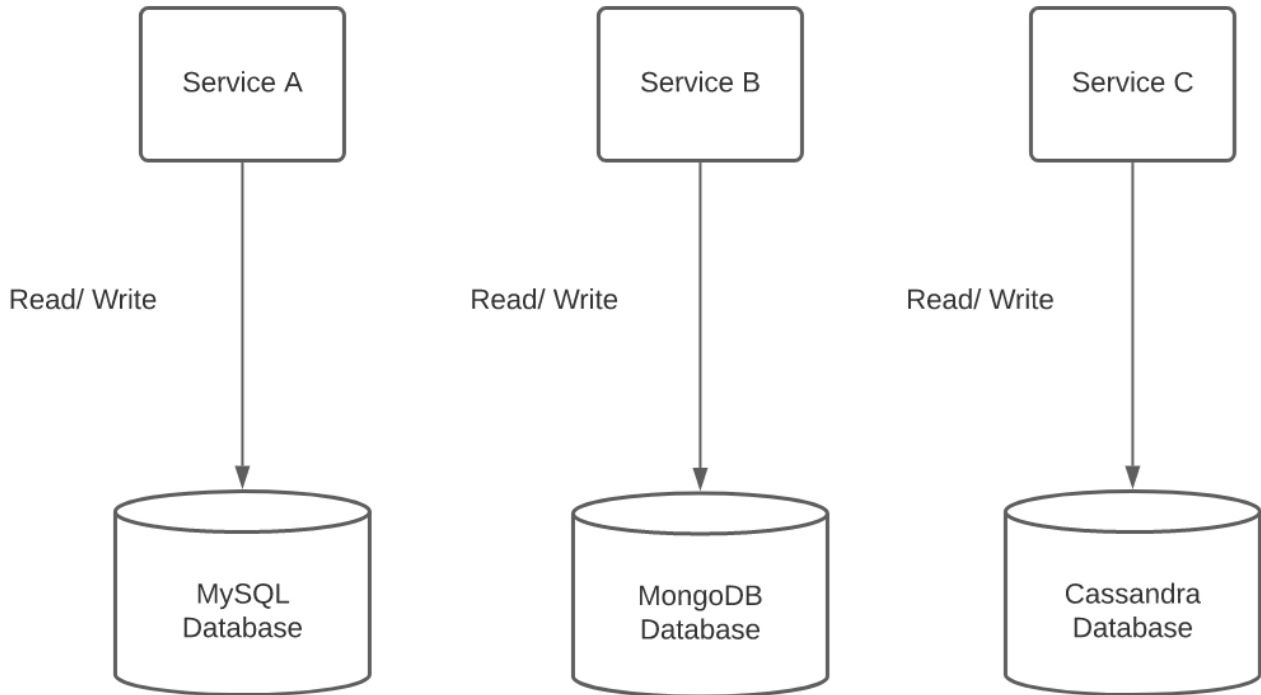 Service A
Service B
Service C
Read/ Write
Read/ Write
Read/ Write
MySQL
Database
MongoDB
Database
Cassandra
Database